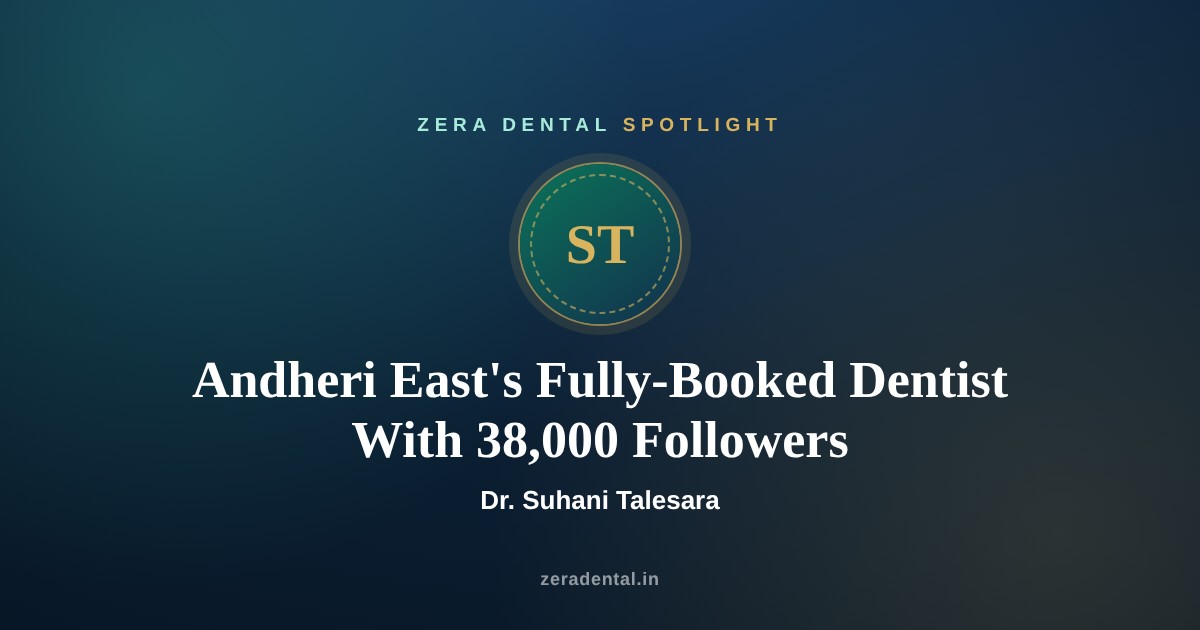 ZERA DENTAL SPOTLIGHT
ST
Andheri East's Fully-Booked Dentist
With 38,000 Followers
Dr. Suhani Talesara
zeradental.in